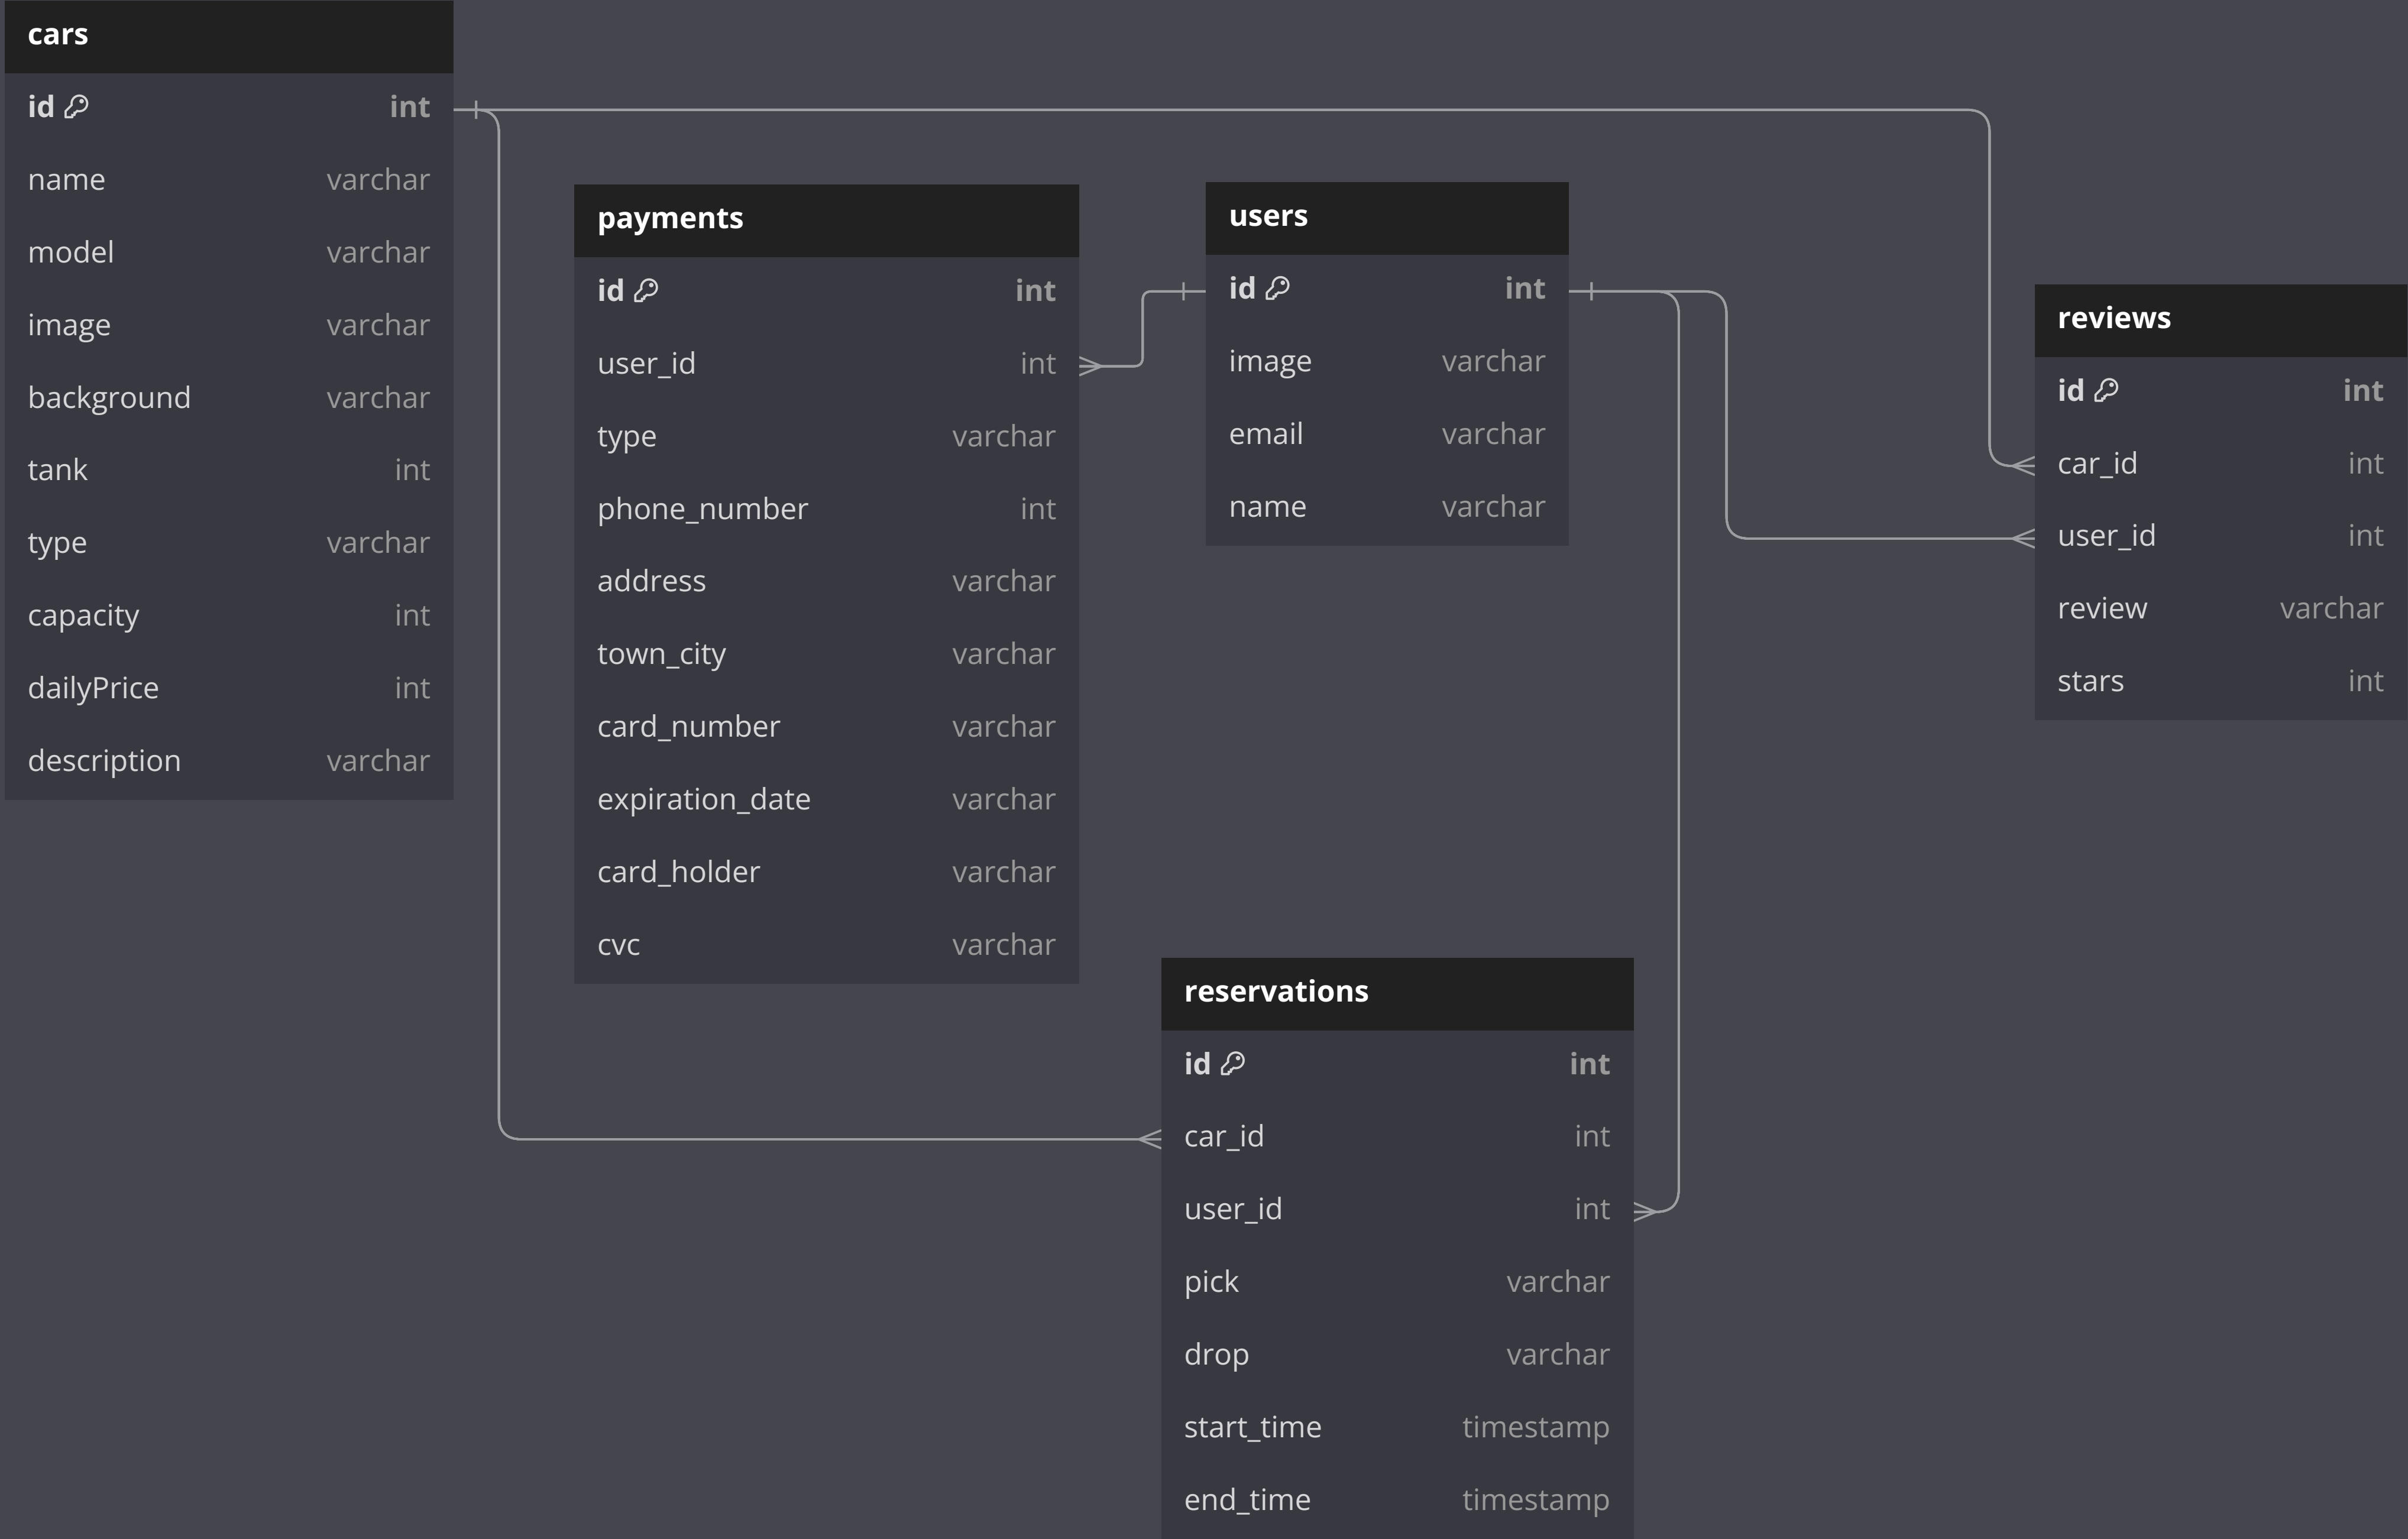 cars
id int
name varchar
model varchar
image varchar
background varchar
tank int
type varchar
capacity int
dailyPrice int
description varchar
payments
id int
user_id int
type varchar
phone_number int
address varchar
town_city varchar
card_number varchar
expiration_date varchar
card_holder varchar
cvc varchar
users
id int
image varchar
email varchar
name varchar
reviews
id int
car_id int
user_id int
review varchar
stars int
reservations
id int
car_id int
user_id int
pick varchar
drop varchar
start_time timestamp
end_time timestamp